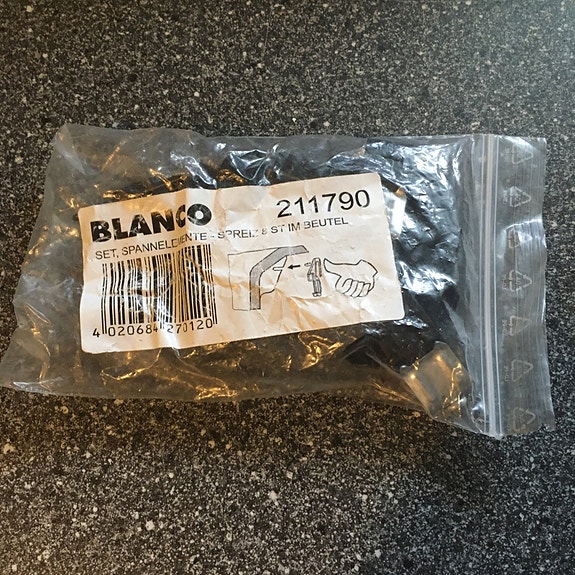 BLANCO
211790
SET, SPANNELEMENTE - SPREIZ 8 ST IM BEUTEL
4 020684 270120